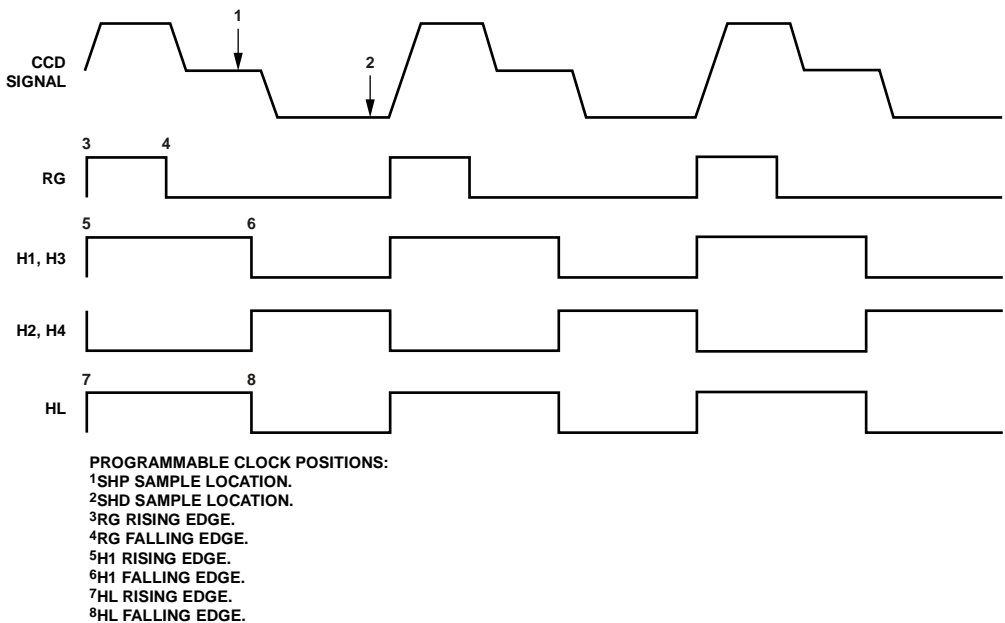 1
2
CCD
SIGNAL
3 4
RG
5 6
H1, H3
H2, H4
7 8
HL
PROGRAMMABLE CLOCK POSITIONS:
1SHP SAMPLE LOCATION.
2SHD SAMPLE LOCATION.
3RG RISING EDGE.
4RG FALLING EDGE.
5H1 RISING EDGE.
6H1 FALLING EDGE.
7HL RISING EDGE.
8HL FALLING EDGE.